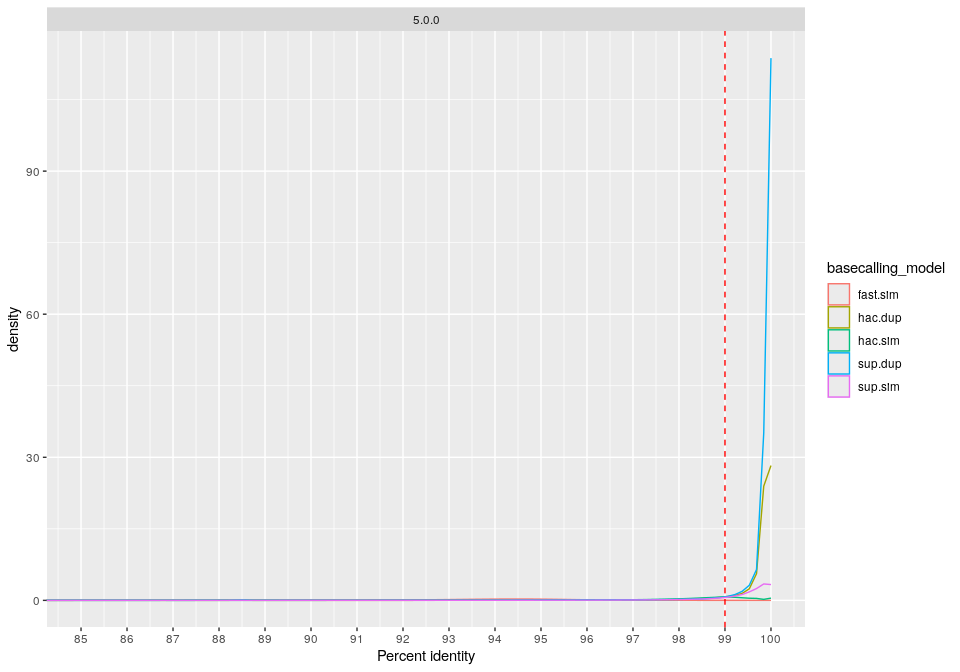 5.0.0
density
90
60
30
0
85 86 87 88 89 90 91 92 93 94 95 96 97 98 99 100
Percent identity
basecalling_model
fast.sim
hac.dup
hac.sim
sup.dup
sup.sim